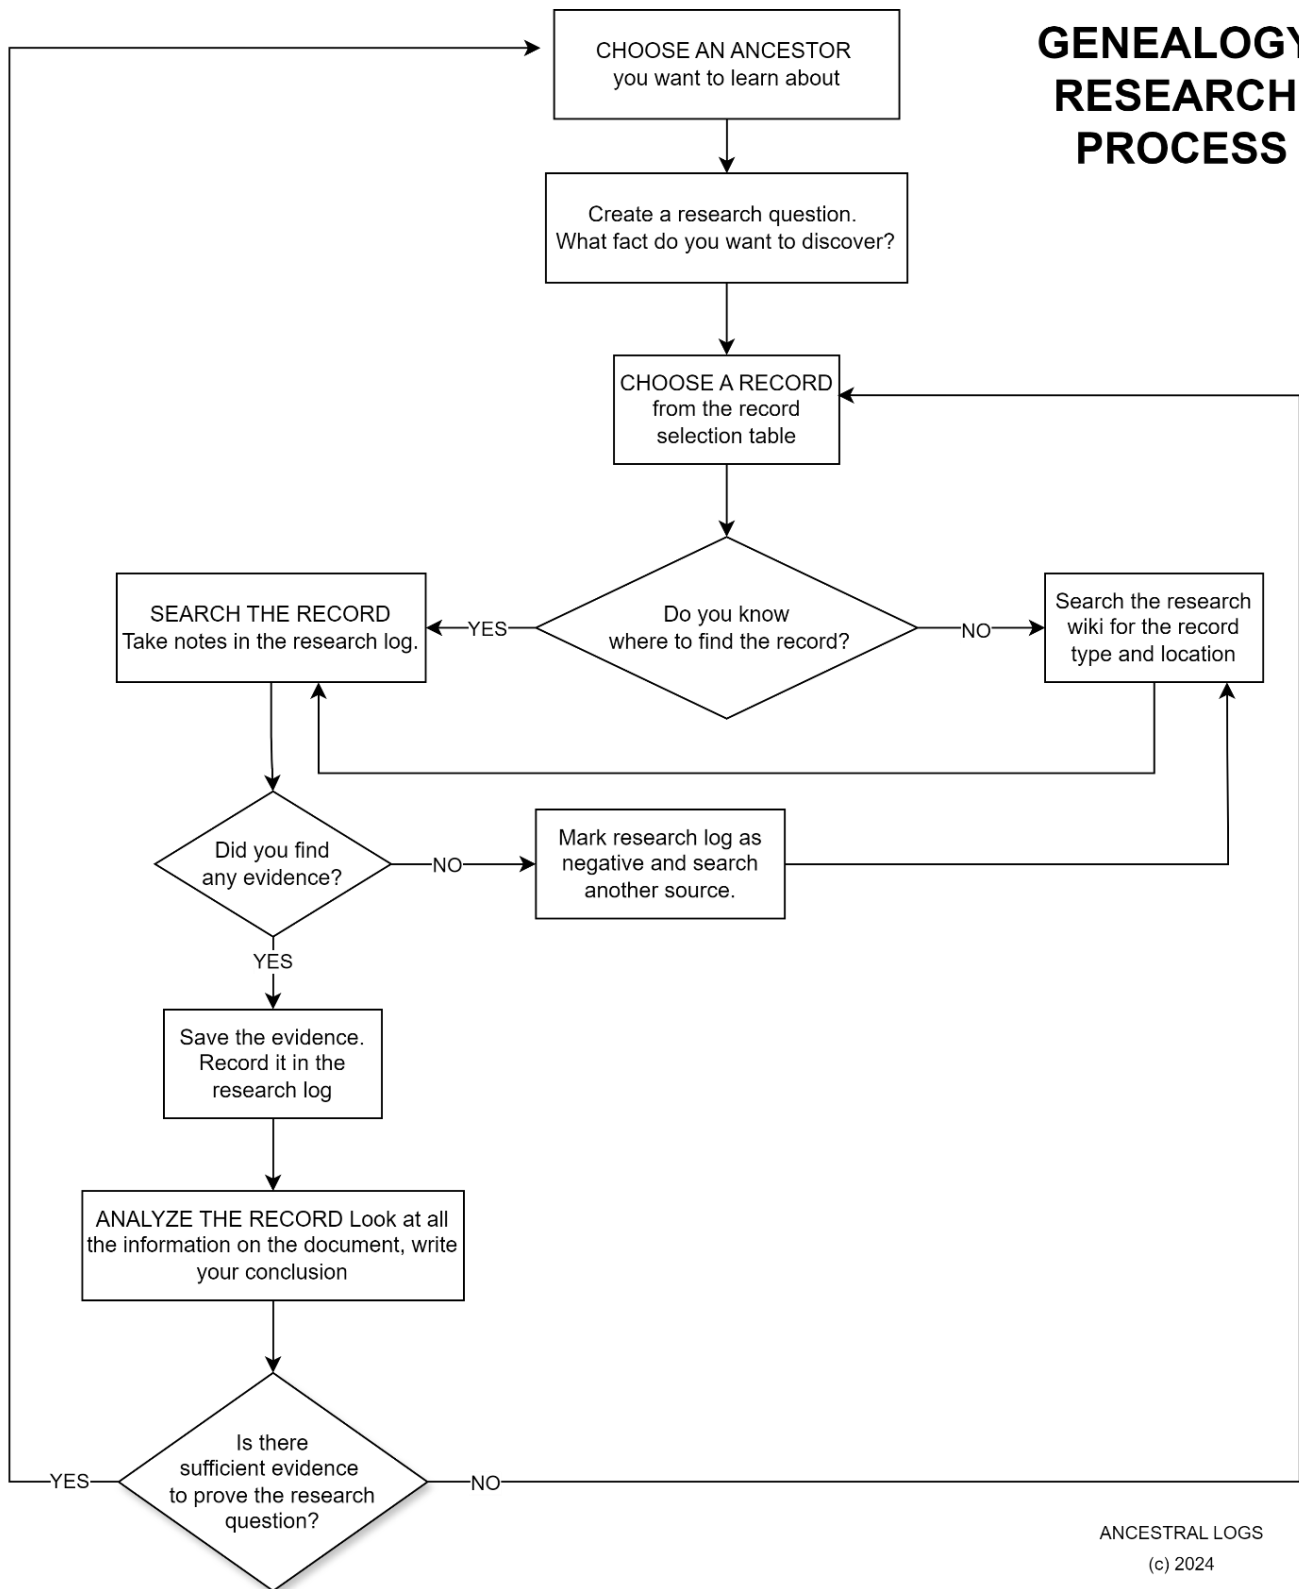 GENEALOGY
RESEARCH
PROCESS
CHOOSE AN ANCESTOR
you want to learn about
Create a research question.
What fact do you want to discover?
CHOOSE A RECORD
from the record
selection table
Do you know
where to find the record?
YES
NO
SEARCH THE RECORD
Take notes in the research log.
Search the research
wiki for the record
type and location
Did you find
any evidence?
NO
Mark research log as
negative and search
another source.
YES
Save the evidence.
Record it in the
research log
ANALYZE THE RECORD Look at all
the information on the document, write
your conclusion
Is there
sufficient evidence
to prove the research
question?
YES
NO
ANCESTRAL LOGS
(c) 2024